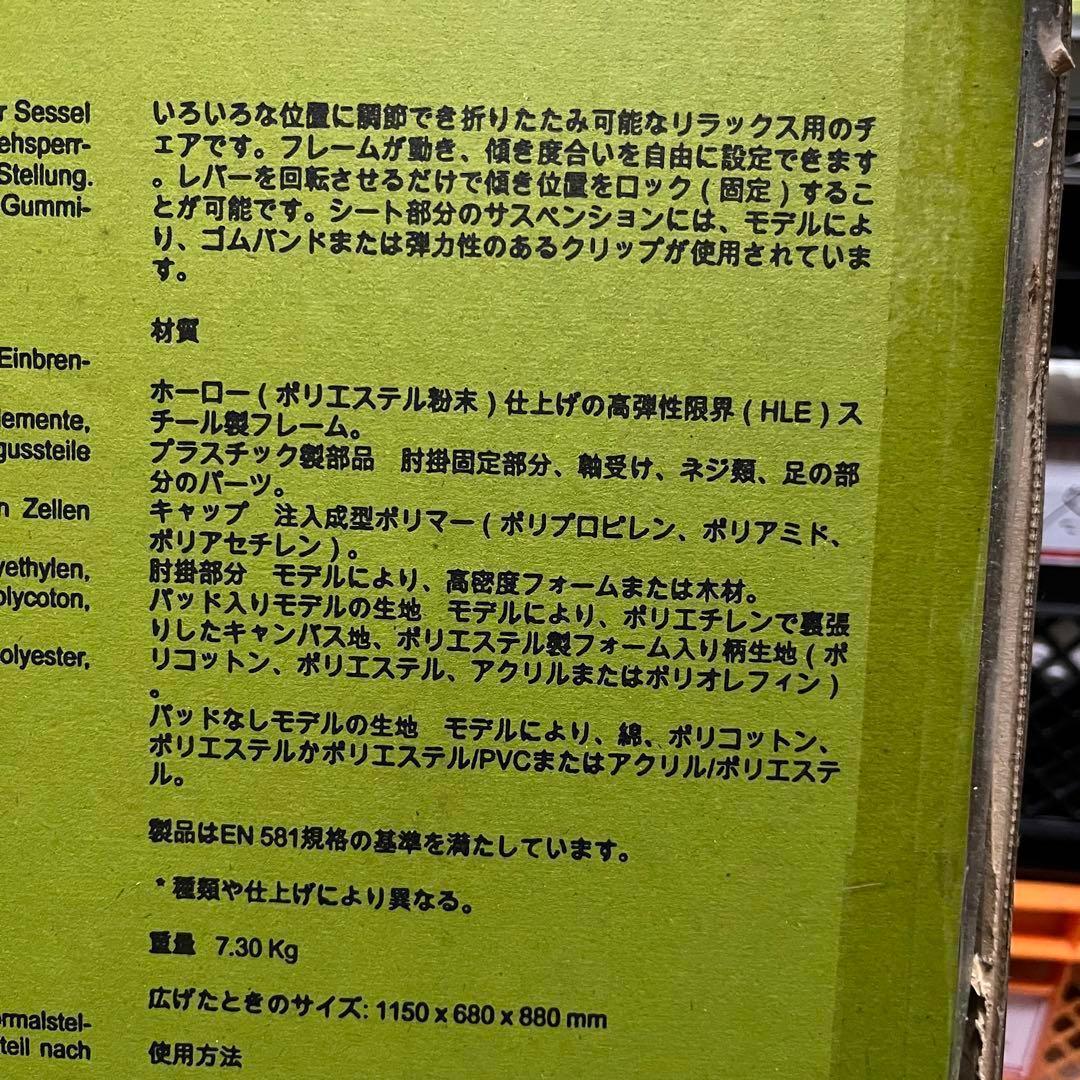 r Sessel
ehsperr-
Stellung.
Gummi-
Einbren-
lemente,
gussteile
n Zellen
yethylen,
olycoton,
olyester,
ormalstel-
teil nach
いろいろな位置に調節でき折りたたみ可能なリラックス用のチ
ェアです。フレームが動き、傾き度合いを自由に設定できます
。レバーを回転させるだけで傾き位置をロック(固定)するこ
とが可能です。シート部分のサスペンションには、モデルによ
り、ゴムバンドまたは弾力性のあるクリップが使用されていま
す。
材質
ホーロー(ポリエステル粉末)仕上げの高弾性限界(HLE)ス
チール製フレーム。
プラスチック製部品 肘掛固定部分、軸受け、ネジ類、足の部
分のパーツ。
キャップ 注入成型ポリマー(ポリプロピレン、ポリアミド、
ポリアセチレン)。
肘掛部分 モデルにより、高密度フォームまたは木材。
パッド入りモデルの生地 モデルにより、ポリエチレンで裏張
りしたキャンバス地、ポリエステル製フォーム入り柄生地(ポ
リコットン、ポリエステル、アクリルまたはポリオレフィン)
。
パッドなしモデルの生地 モデルにより、綿、ポリコットン、
ポリエステルかポリエステル/PVCまたはアクリル/ポリエステ
ル。
製品はEN 581規格の基準を満たしています。
*種類や仕上げにより異なる。
重量 7.30 Kg
広げたときのサイズ: 1150 x 680 x 880 mm
使用方法